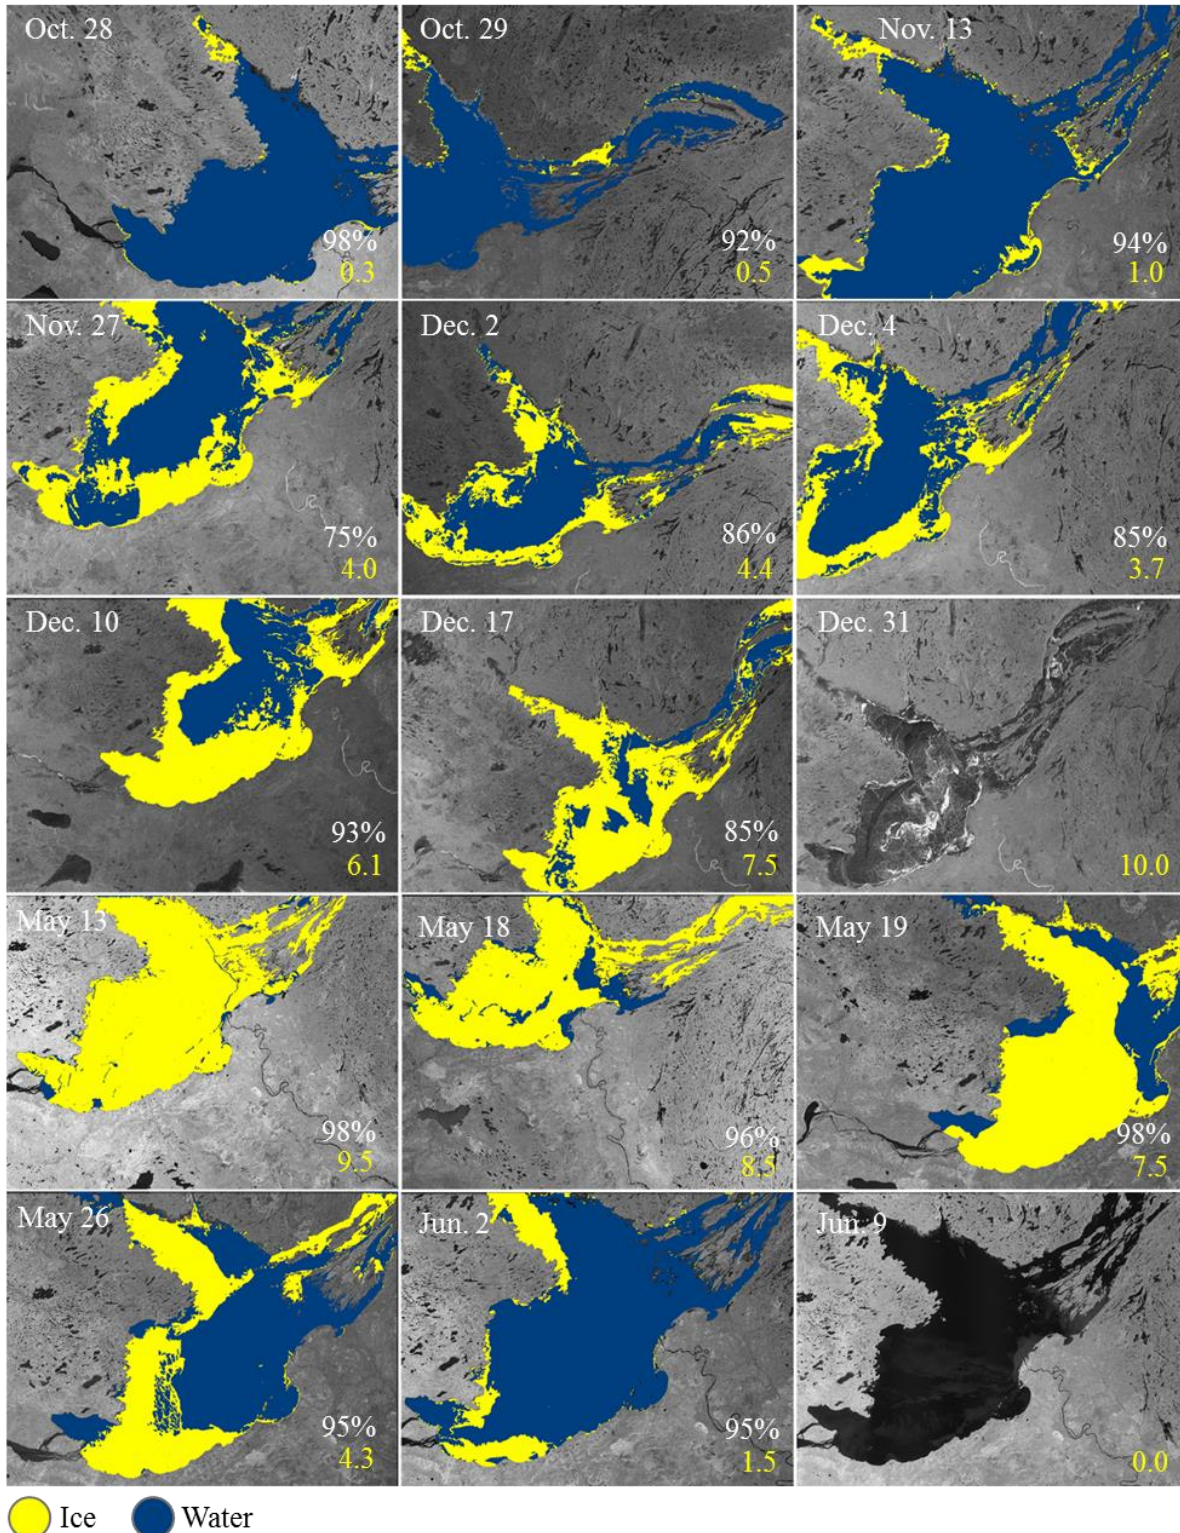 Oct. 28
98%
0.3
Oct. 29
92%
0.5
Nov. 13
94%
1.0
Nov. 27
75%
4.0
Dec. 2
86%
4.4
Dec. 4
85%
3.7
Dec. 10
93%
6.1
Dec. 17
85%
7.5
Dec. 31
10.0
May 13
98%
9.5
May 18
96%
8.5
May 19
98%
7.5
May 26
95%
4.3
Jun. 2
95%
1.5
Jun. 9
0.0
Ice
Water